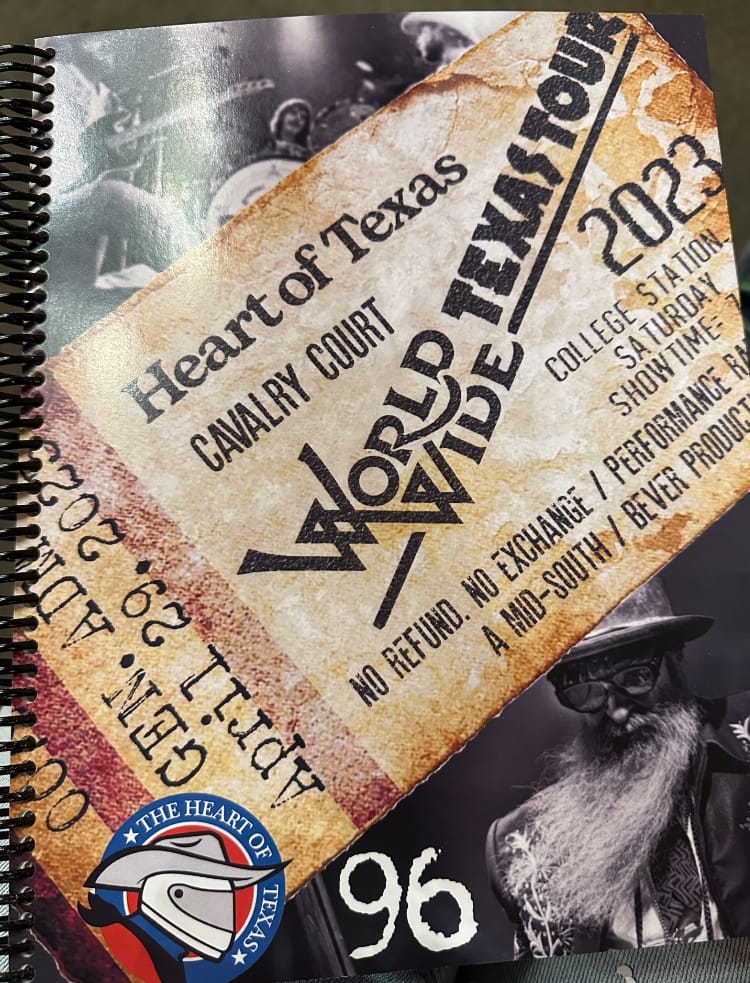 Heart of Texas
CAVALRY COURT
WORLD
WIDE
TEXAS TOUR
2023
COLLEGE STATION,
SATURDAY
SHOWTIME:
NO REFUND. NO EXCHANGE / PERFORMANCE
A MID-SOUTH / BEVER PRODUCT
GEN. ADM
April 29, 202
THE HEART OF TEXAS
96